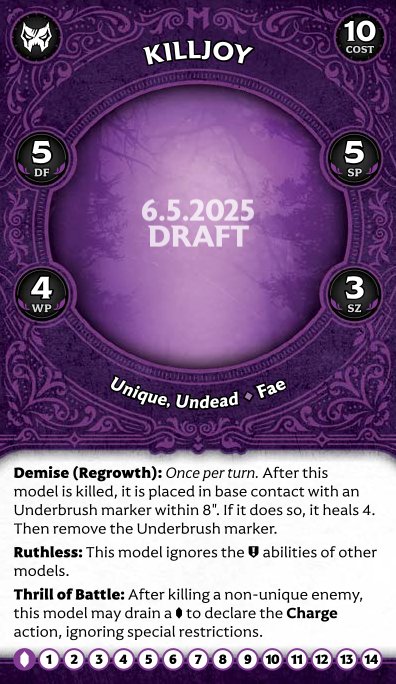 KILLJOY
10
COST
5
DF
5
SP
6.5.2025
DRAFT
4
WP
3
SZ
Unique, Undead ♦ Fae
Demise (Regrowth): Once per turn. After this
model is killed, it is placed in base contact with an
Underbrush marker within 8". If it does so, it heals 4.
Then remove the Underbrush marker.
Ruthless: This model ignores the abilities of other
models.
Thrill of Battle: After killing a non-unique enemy,
this model may drain a to declare the Charge
action, ignoring special restrictions.
1 2 3 4 5 6 7 8 9 10 11 12 13 14